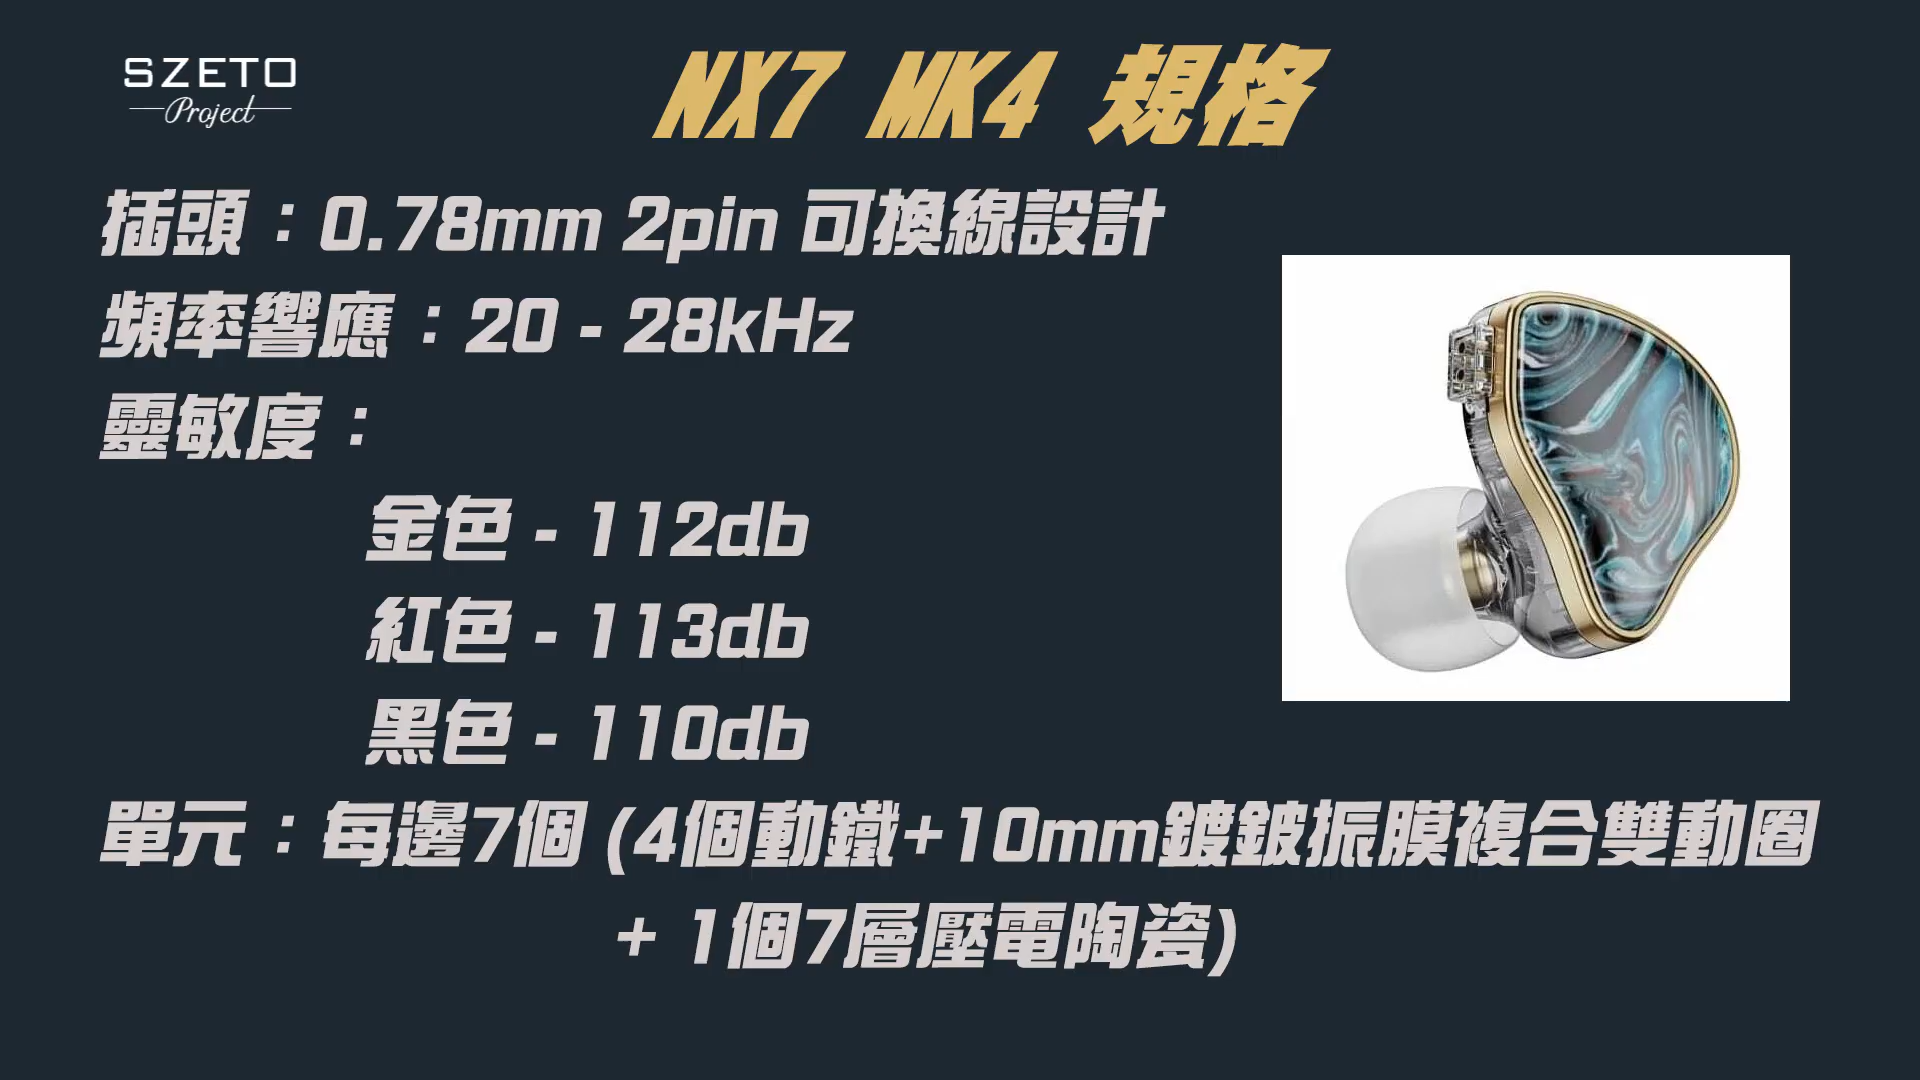 SZETO
Project
NX7 MK4 規格
插頭：0.78mm 2pin 可換線設計
頻率響應：20 - 28kHz
靈敏度：
金色 - 112db
紅色 - 113db
黑色 - 110db
單元：每邊7個 (4個動鐵+10mm鍍鈹振膜複合雙動圈
+ 1個7層壓電陶瓷)